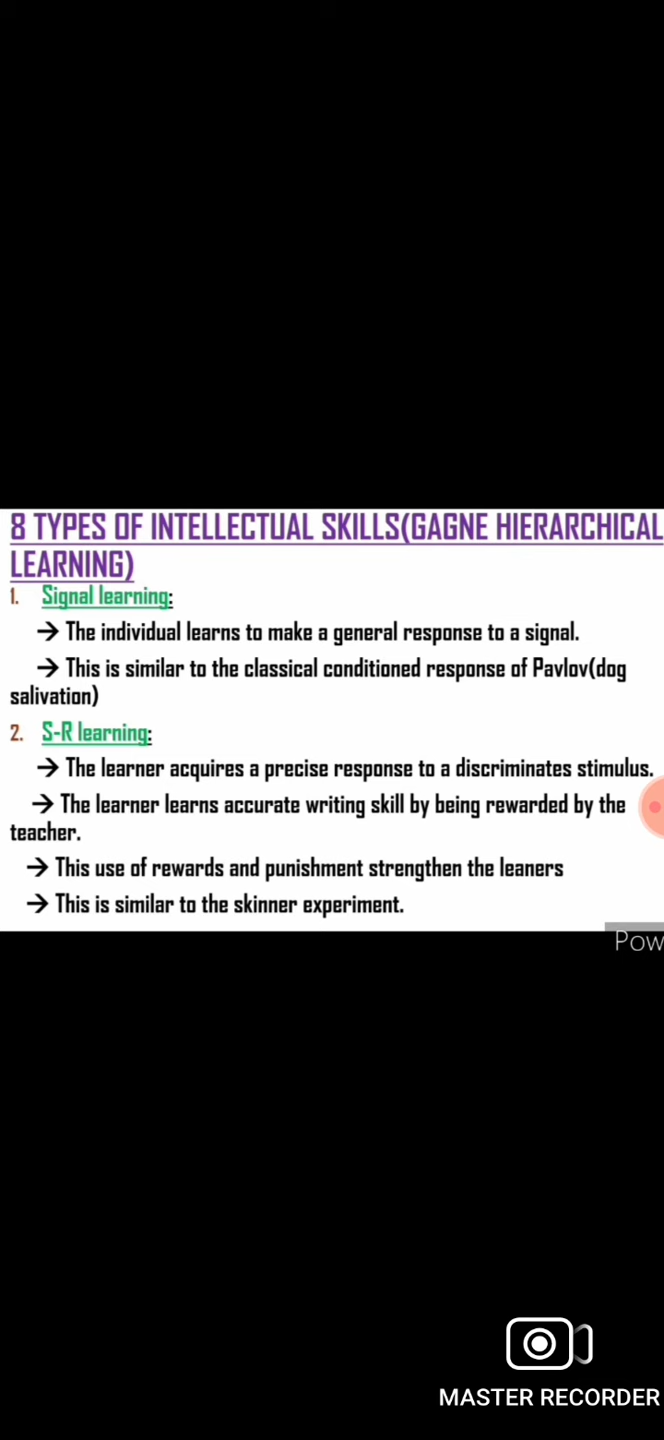 8 TYPES OF INTELLECTUAL SKILLS(GAGNE HIERARCHICAL
LEARNING)
1. Signal learning:
→ The individual learns to make a general response to a signal.
→ This is similar to the classical conditioned response of Pavlov(dog
salivation)
2. S-R learning:
→ The learner acquires a precise response to a discriminates stimulus.
→ The learner learns accurate writing skill by being rewarded by the
teacher.
→ This use of rewards and punishment strengthen the leaners
→ This is similar to the skinner experiment.
Pow
MASTER RECORDER